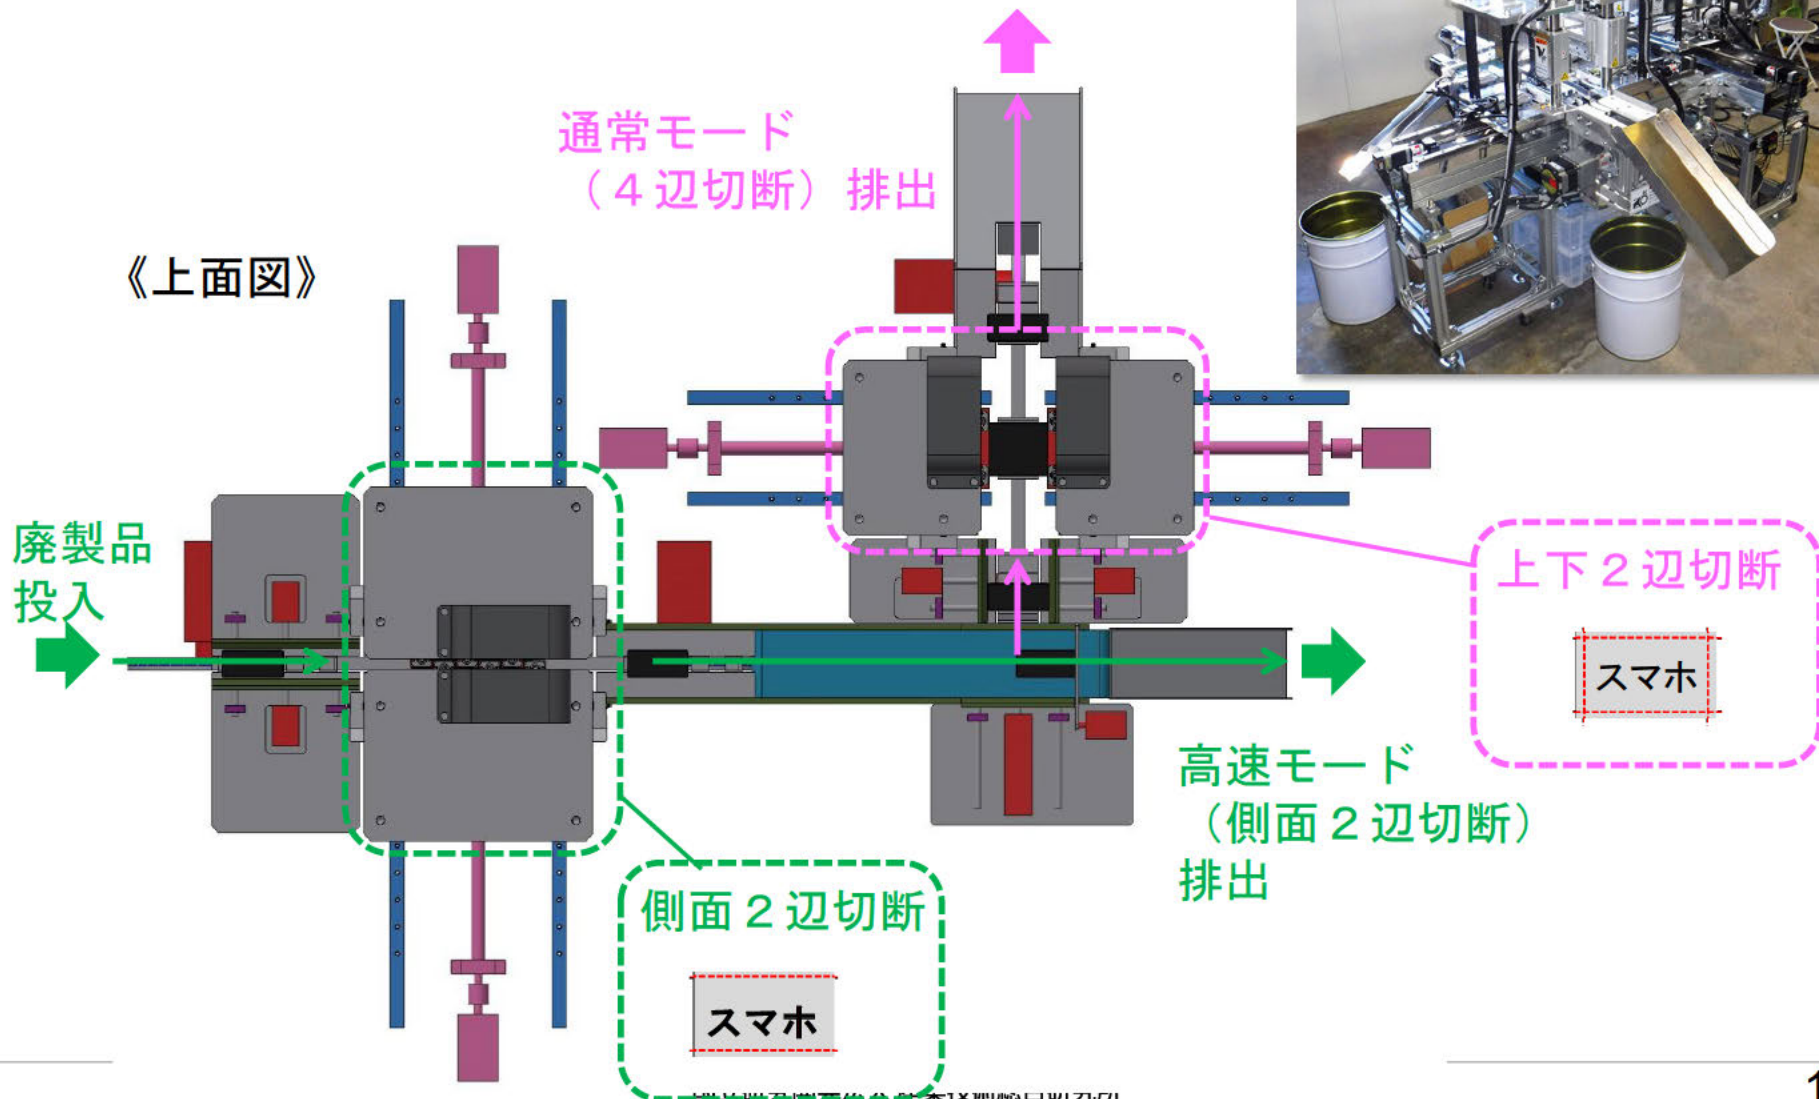 通常モード
（４辺切断）排出
《上面図》
廃製品
投入
上下２辺切断
スマホ
高速モード
（側面２辺切断）
排出
側面２辺切断
スマホ